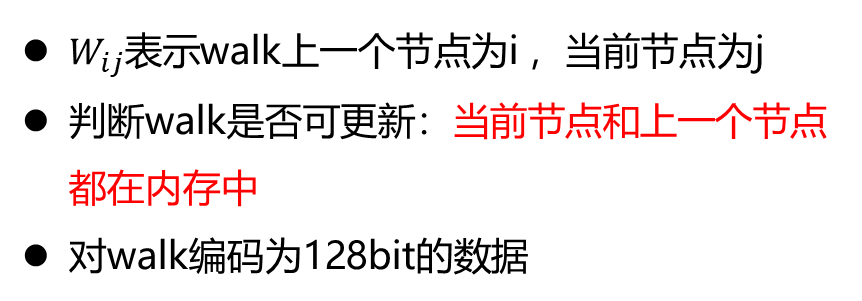 ● 𝑊𝑖𝑗表示walk上一个节点为i ，当前节点为j
● 判断walk是否可更新：当前节点和上一个节点
都在内存中
● 对walk编码为128bit的数据